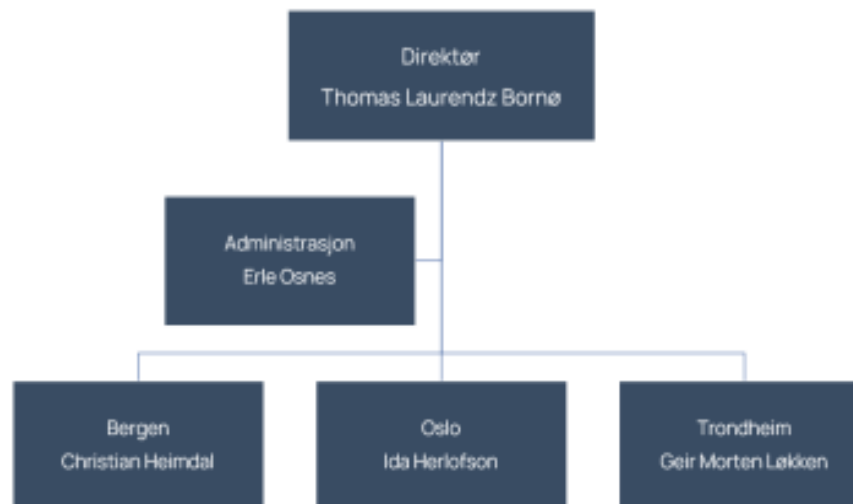 Direktør
Thomas Laurendz Bornø
Administrasjon
Erle Osnes
Bergen
Christian Heimdal
Oslo
Ida Herlofson
Trondheim
Geir Morten Løkken